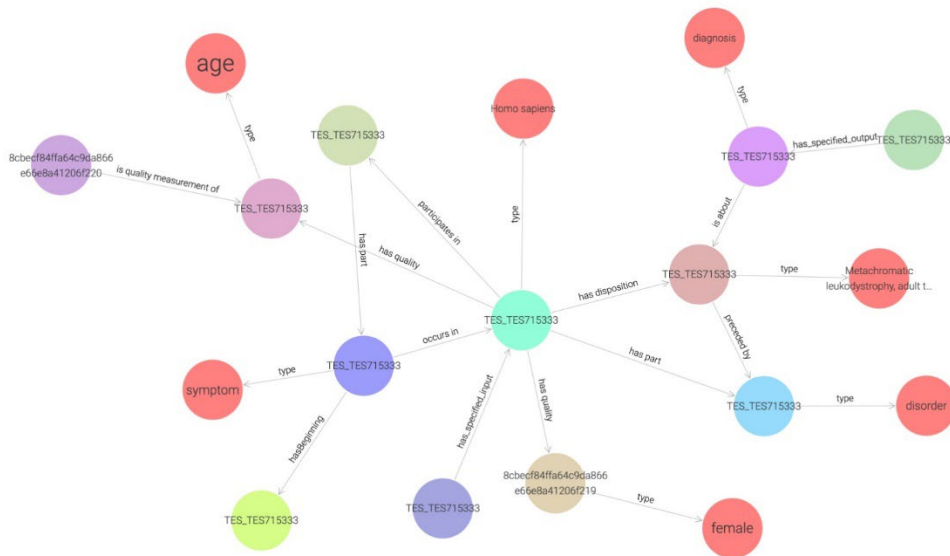 diagnosis
age
type
Homo sapiens
TES_TES715333
type
TES_TES715333
has_specified_output
TES_TES715333
8cbecf84ffa64c9da866
e66e8a41206f220
is quality measurement of
TES_TES715333
participates in
type
is about
has part
has quality
TES_TES715333
type
Metachromatic
leukodystrophy, adult t...
has disposition
TES_TES715333
preceded by
occurs in
has part
TES_TES715333
type
symptom
has_specified_input
has quality
TES_TES715333
type
disorder
hasBeginning
8cbecf84ffa64c9da866
e66e8a41206f219
type
female
TES_TES715333
TES_TES715333